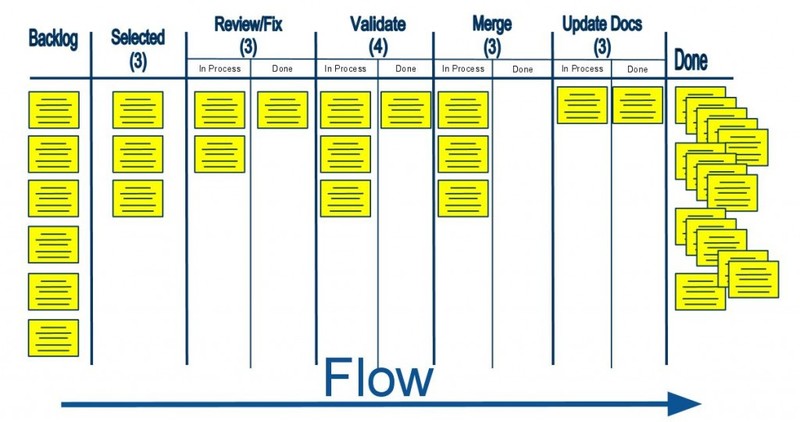 Backlog
Selected
(3)
Review/Fix
(3)
In Process
Done
Validate
(4)
In Process
Done
Merge
(3)
In Process
Done
Update Docs
(3)
In Process
Done
Done
Flow